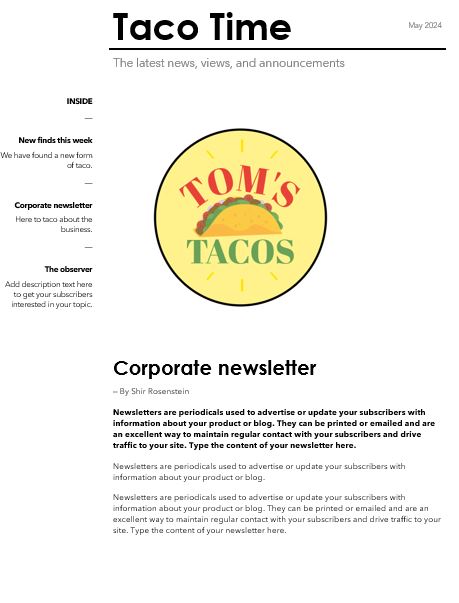 Taco Time
May 2024
The latest news, views, and announcements
INSIDE
—
New finds this week
We have found a new form
of taco.
—
Corporate newsletter
Here to taco about the
business.
—
The observer
Add description text here
to get your subscribers
interested in your topic.
TOM'S
TACOS
Corporate newsletter
– By Shir Rosenstein
Newsletters are periodicals used to advertise or update your subscribers with
information about your product or blog. They can be printed or emailed and are
an excellent way to maintain regular contact with your subscribers and drive
traffic to your site. Type the content of your newsletter here.
Newsletters are periodicals used to advertise or update your subscribers with
information about your product or blog.
Newsletters are periodicals used to advertise or update your subscribers with
information about your product or blog. They can be printed or emailed and are an
excellent way to maintain regular contact with your subscribers and drive traffic to your
site. Type the content of your newsletter here.